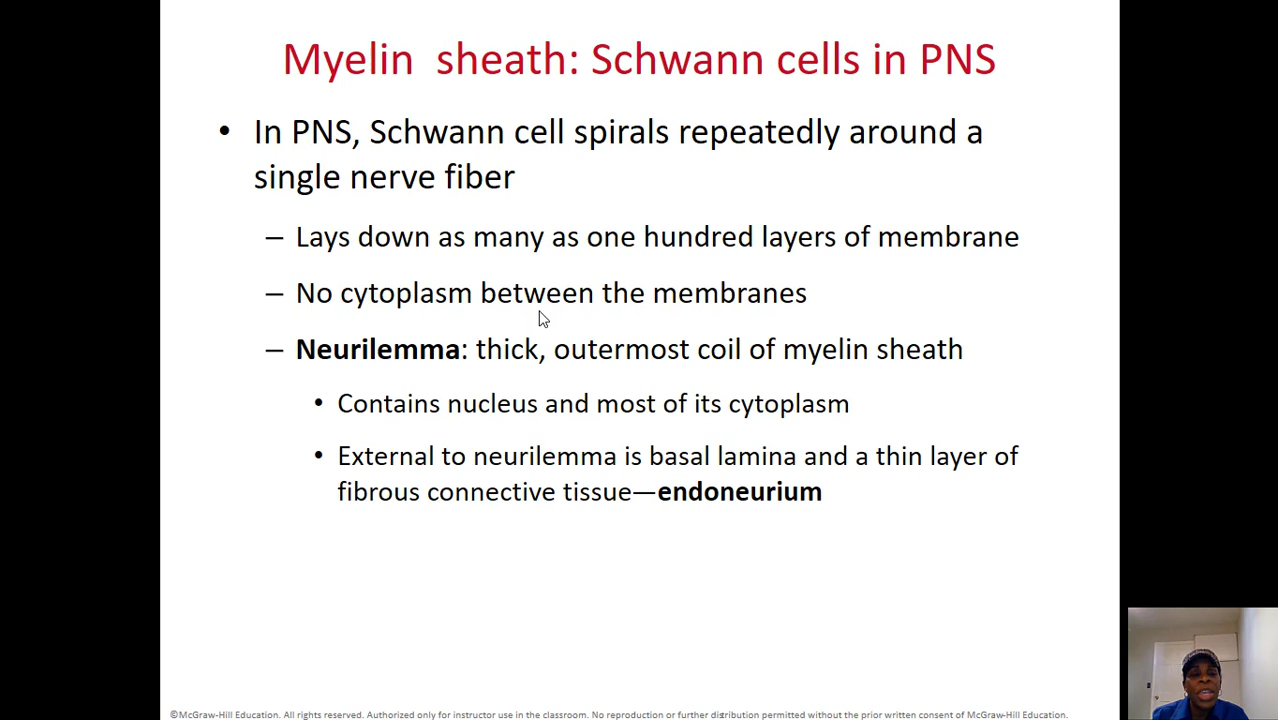 Myelin  sheath: Schwann cells in PNS
• In PNS, Schwann cell spirals repeatedly around a
single nerve fiber
– Lays down as many as one hundred layers of membrane
– No cytoplasm between the membranes
– Neurilemma: thick, outermost coil of myelin sheath
• Contains nucleus and most of its cytoplasm
• External to neurilemma is basal lamina and a thin layer of
fibrous connective tissue—endoneurium
©McGraw-Hill Education. All rights reserved. Authorized only for instructor use in the classroom. No reproduction or further distribution permitted without the prior written consent of McGraw-Hill Education.